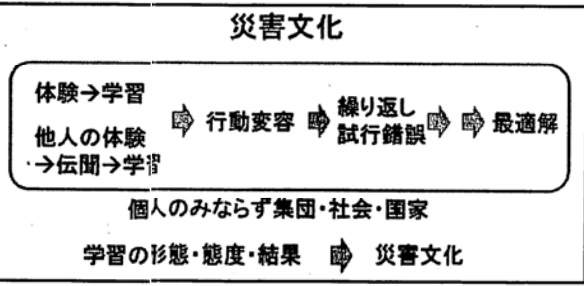 災害文化
体験→学習
他人の体験
→伝聞→学習
⇨ 行動変容 ⇨
繰り返し
試行錯誤
⇨ ⇨ 最適解
個人のみならず集団・社会・国家
学習の形態・態度・結果 ⇨ 災害文化